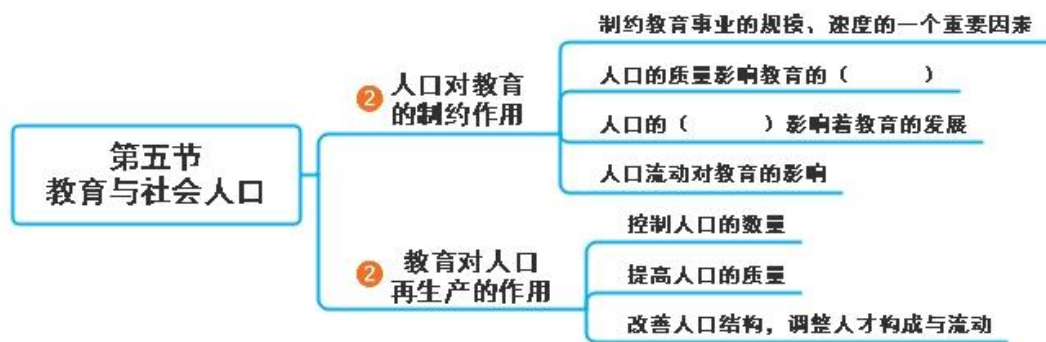 第五节
教育与社会人口
2 人口对教育
的制约作用
制约教育事业的规模、速度的一个重要因素
人口的质量影响教育的（ ）
人口的（ ）影响着教育的发展
人口流动对教育的影响
2 教育对人口
再生产的作用
控制人口的数量
提高人口的质量
改善人口结构，调整人才构成与流动